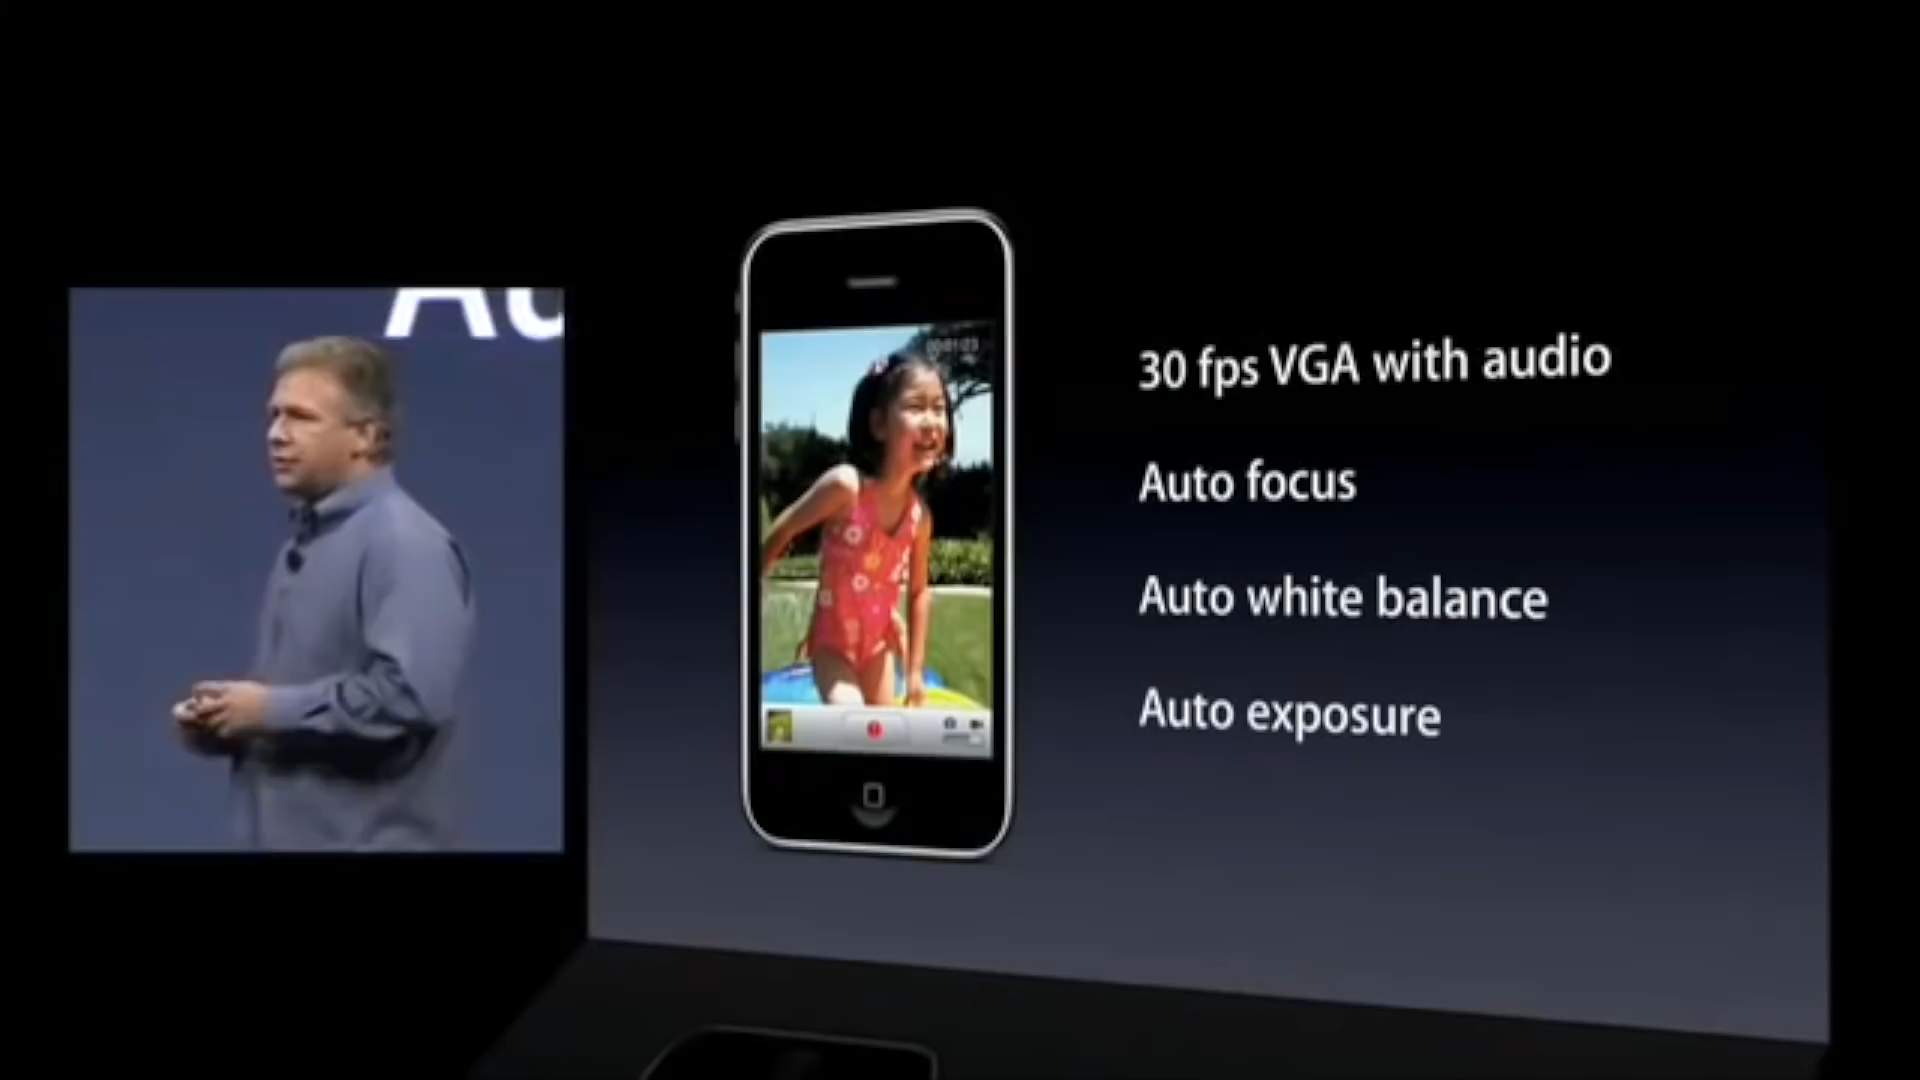 30 fps VGA with audio
Auto focus
Auto white balance
Auto exposure